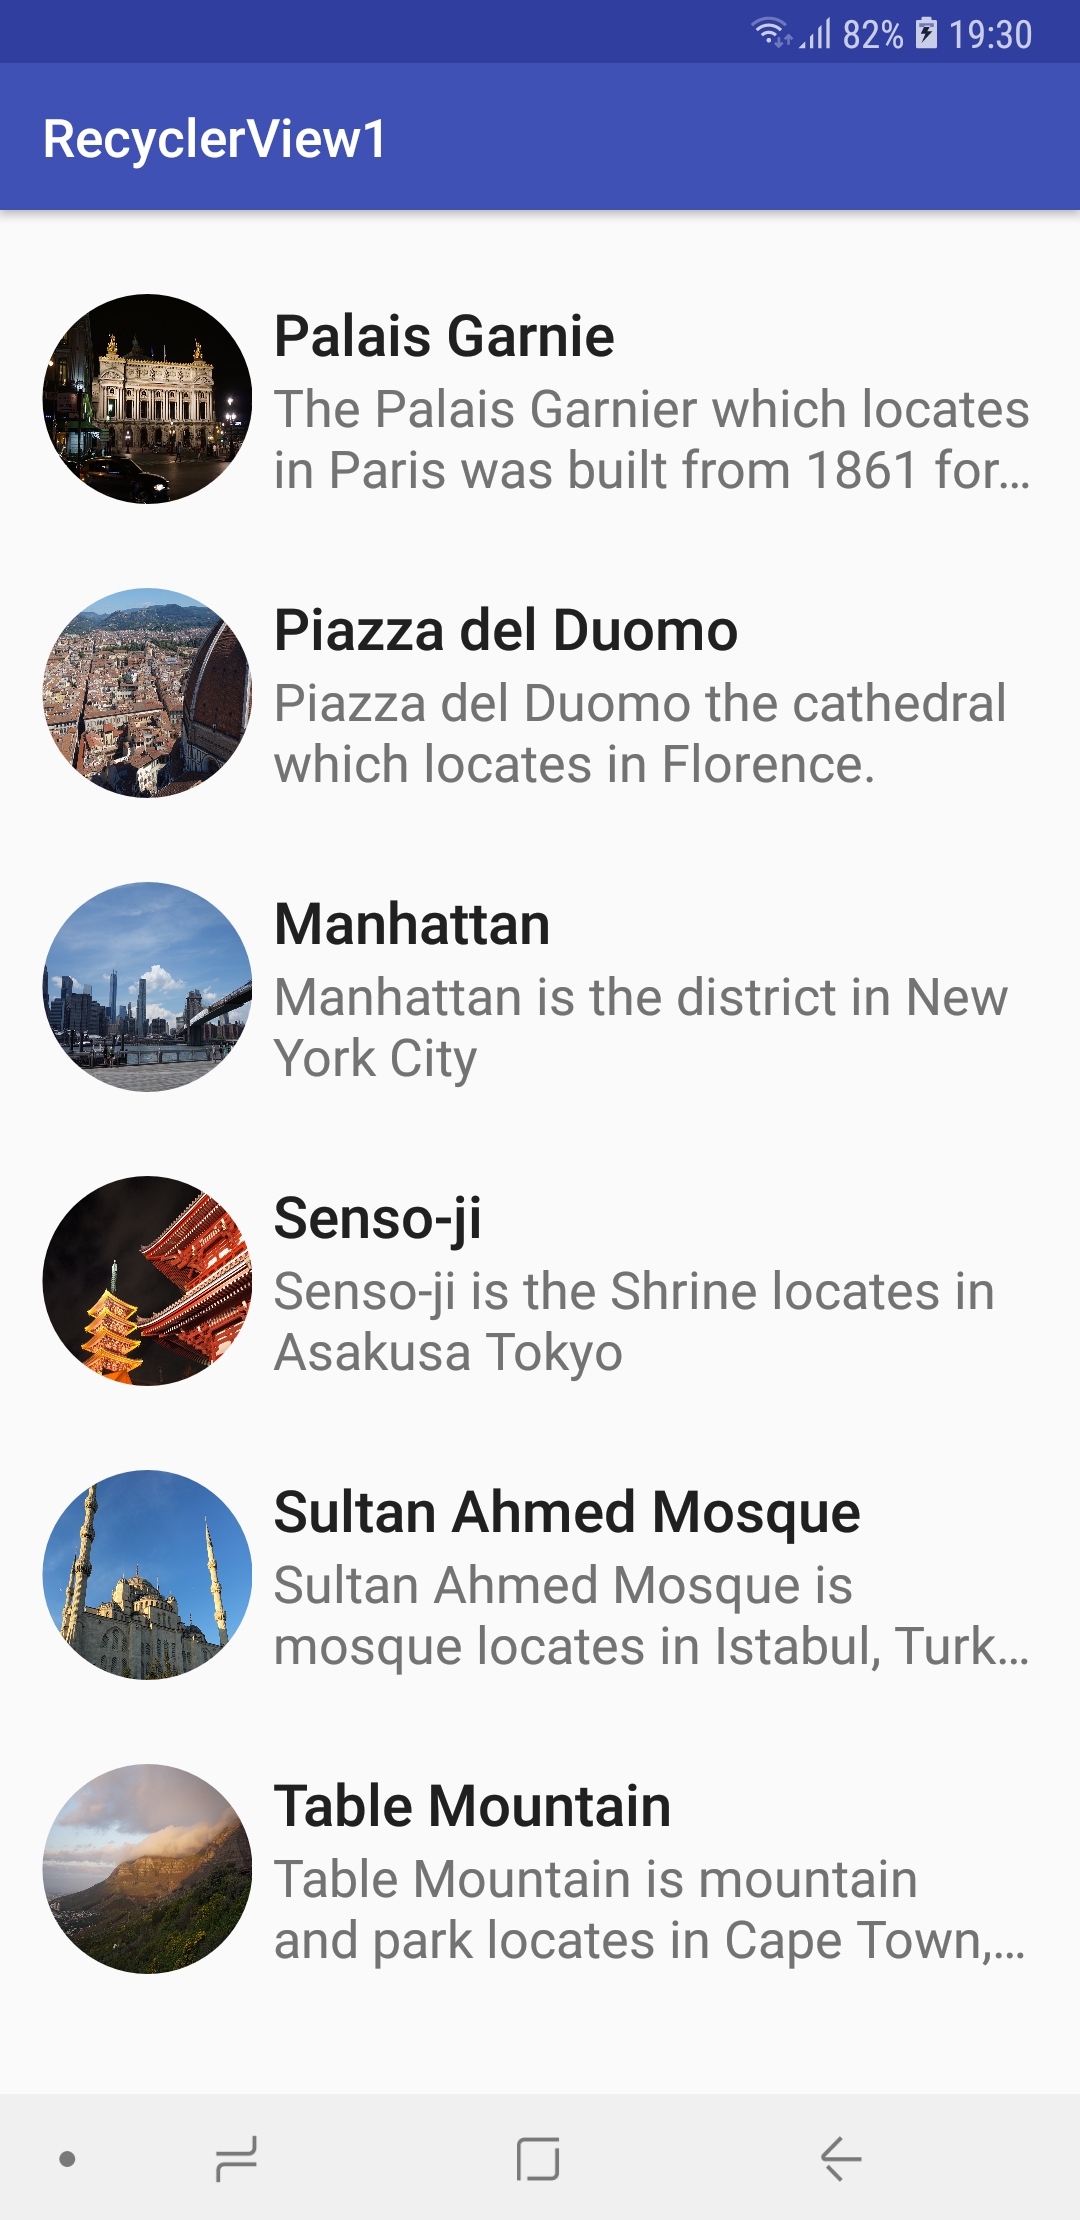 82% 19:30
RecyclerView1
Palais Garnie
The Palais Garnier which locates
in Paris was built from 1861 for...
Piazza del Duomo
Piazza del Duomo the cathedral
which locates in Florence.
Manhattan
Manhattan is the district in New
York City
Senso-ji
Senso-ji is the Shrine locates in
Asakusa Tokyo
Sultan Ahmed Mosque
Sultan Ahmed Mosque is
mosque locates in Istabul, Turk...
Table Mountain
Table Mountain is mountain
and park locates in Cape Town,...